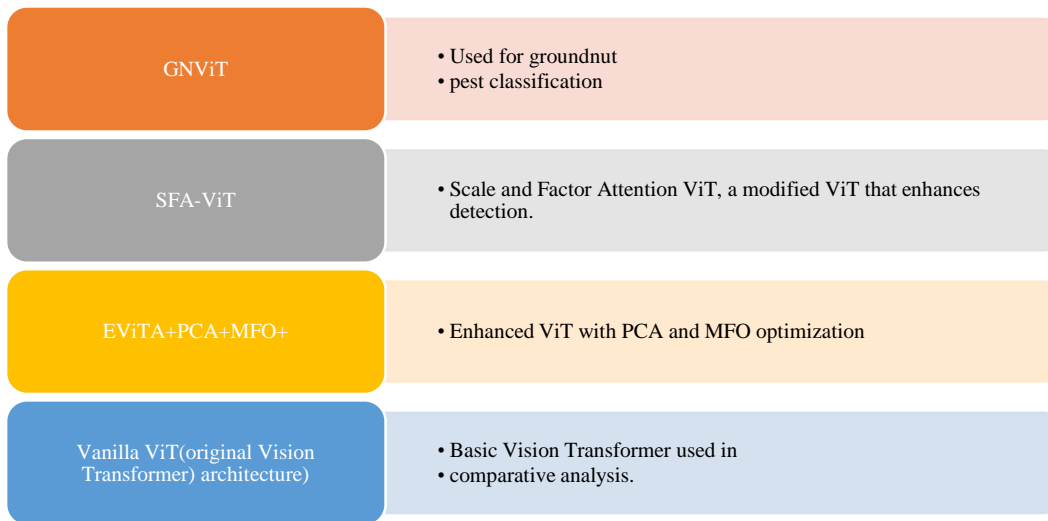 GNViT
• Used for groundnut
• pest classification
SFA-ViT
• Scale and Factor Attention ViT, a modified ViT that enhances
detection.
EViTA+PCA+MFO+
• Enhanced ViT with PCA and MFO optimization
Vanilla ViT(original Vision
Transformer) architecture)
• Basic Vision Transformer used in
• comparative analysis.